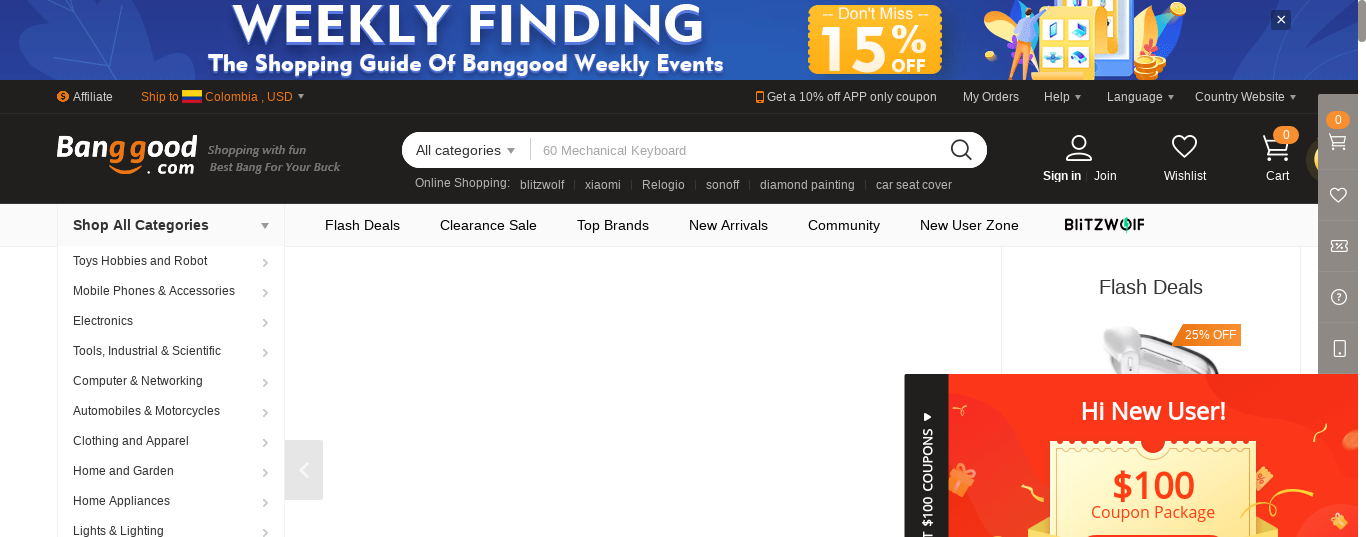 WEEKLY FINDING
The Shopping Guide Of Banggood Weekly Events
-- Don't Miss --
15% OFF
Affiliate
Ship to Colombia , USD
Get a 10% off APP only coupon
My Orders
Help
Language
Country Website
Banggood.com
Shopping with fun
Best Bang For Your Buck
All categories
60 Mechanical Keyboard
Online Shopping:
blitzwolf
xiaomi
Relogio
sonoff
diamond painting
car seat cover
Sign in
Join
Wishlist
0
Cart
0
Shop All Categories
Flash Deals
Clearance Sale
Top Brands
New Arrivals
Community
New User Zone
BLITZWOLF
Toys Hobbies and Robot
Mobile Phones & Accessories
Electronics
Tools, Industrial & Scientific
Computer & Networking
Automobiles & Motorcycles
Clothing and Apparel
Home and Garden
Home Appliances
Lights & Lighting
Flash Deals
25% OFF
$100 COUPONS
Hi New User!
$100
Coupon Package